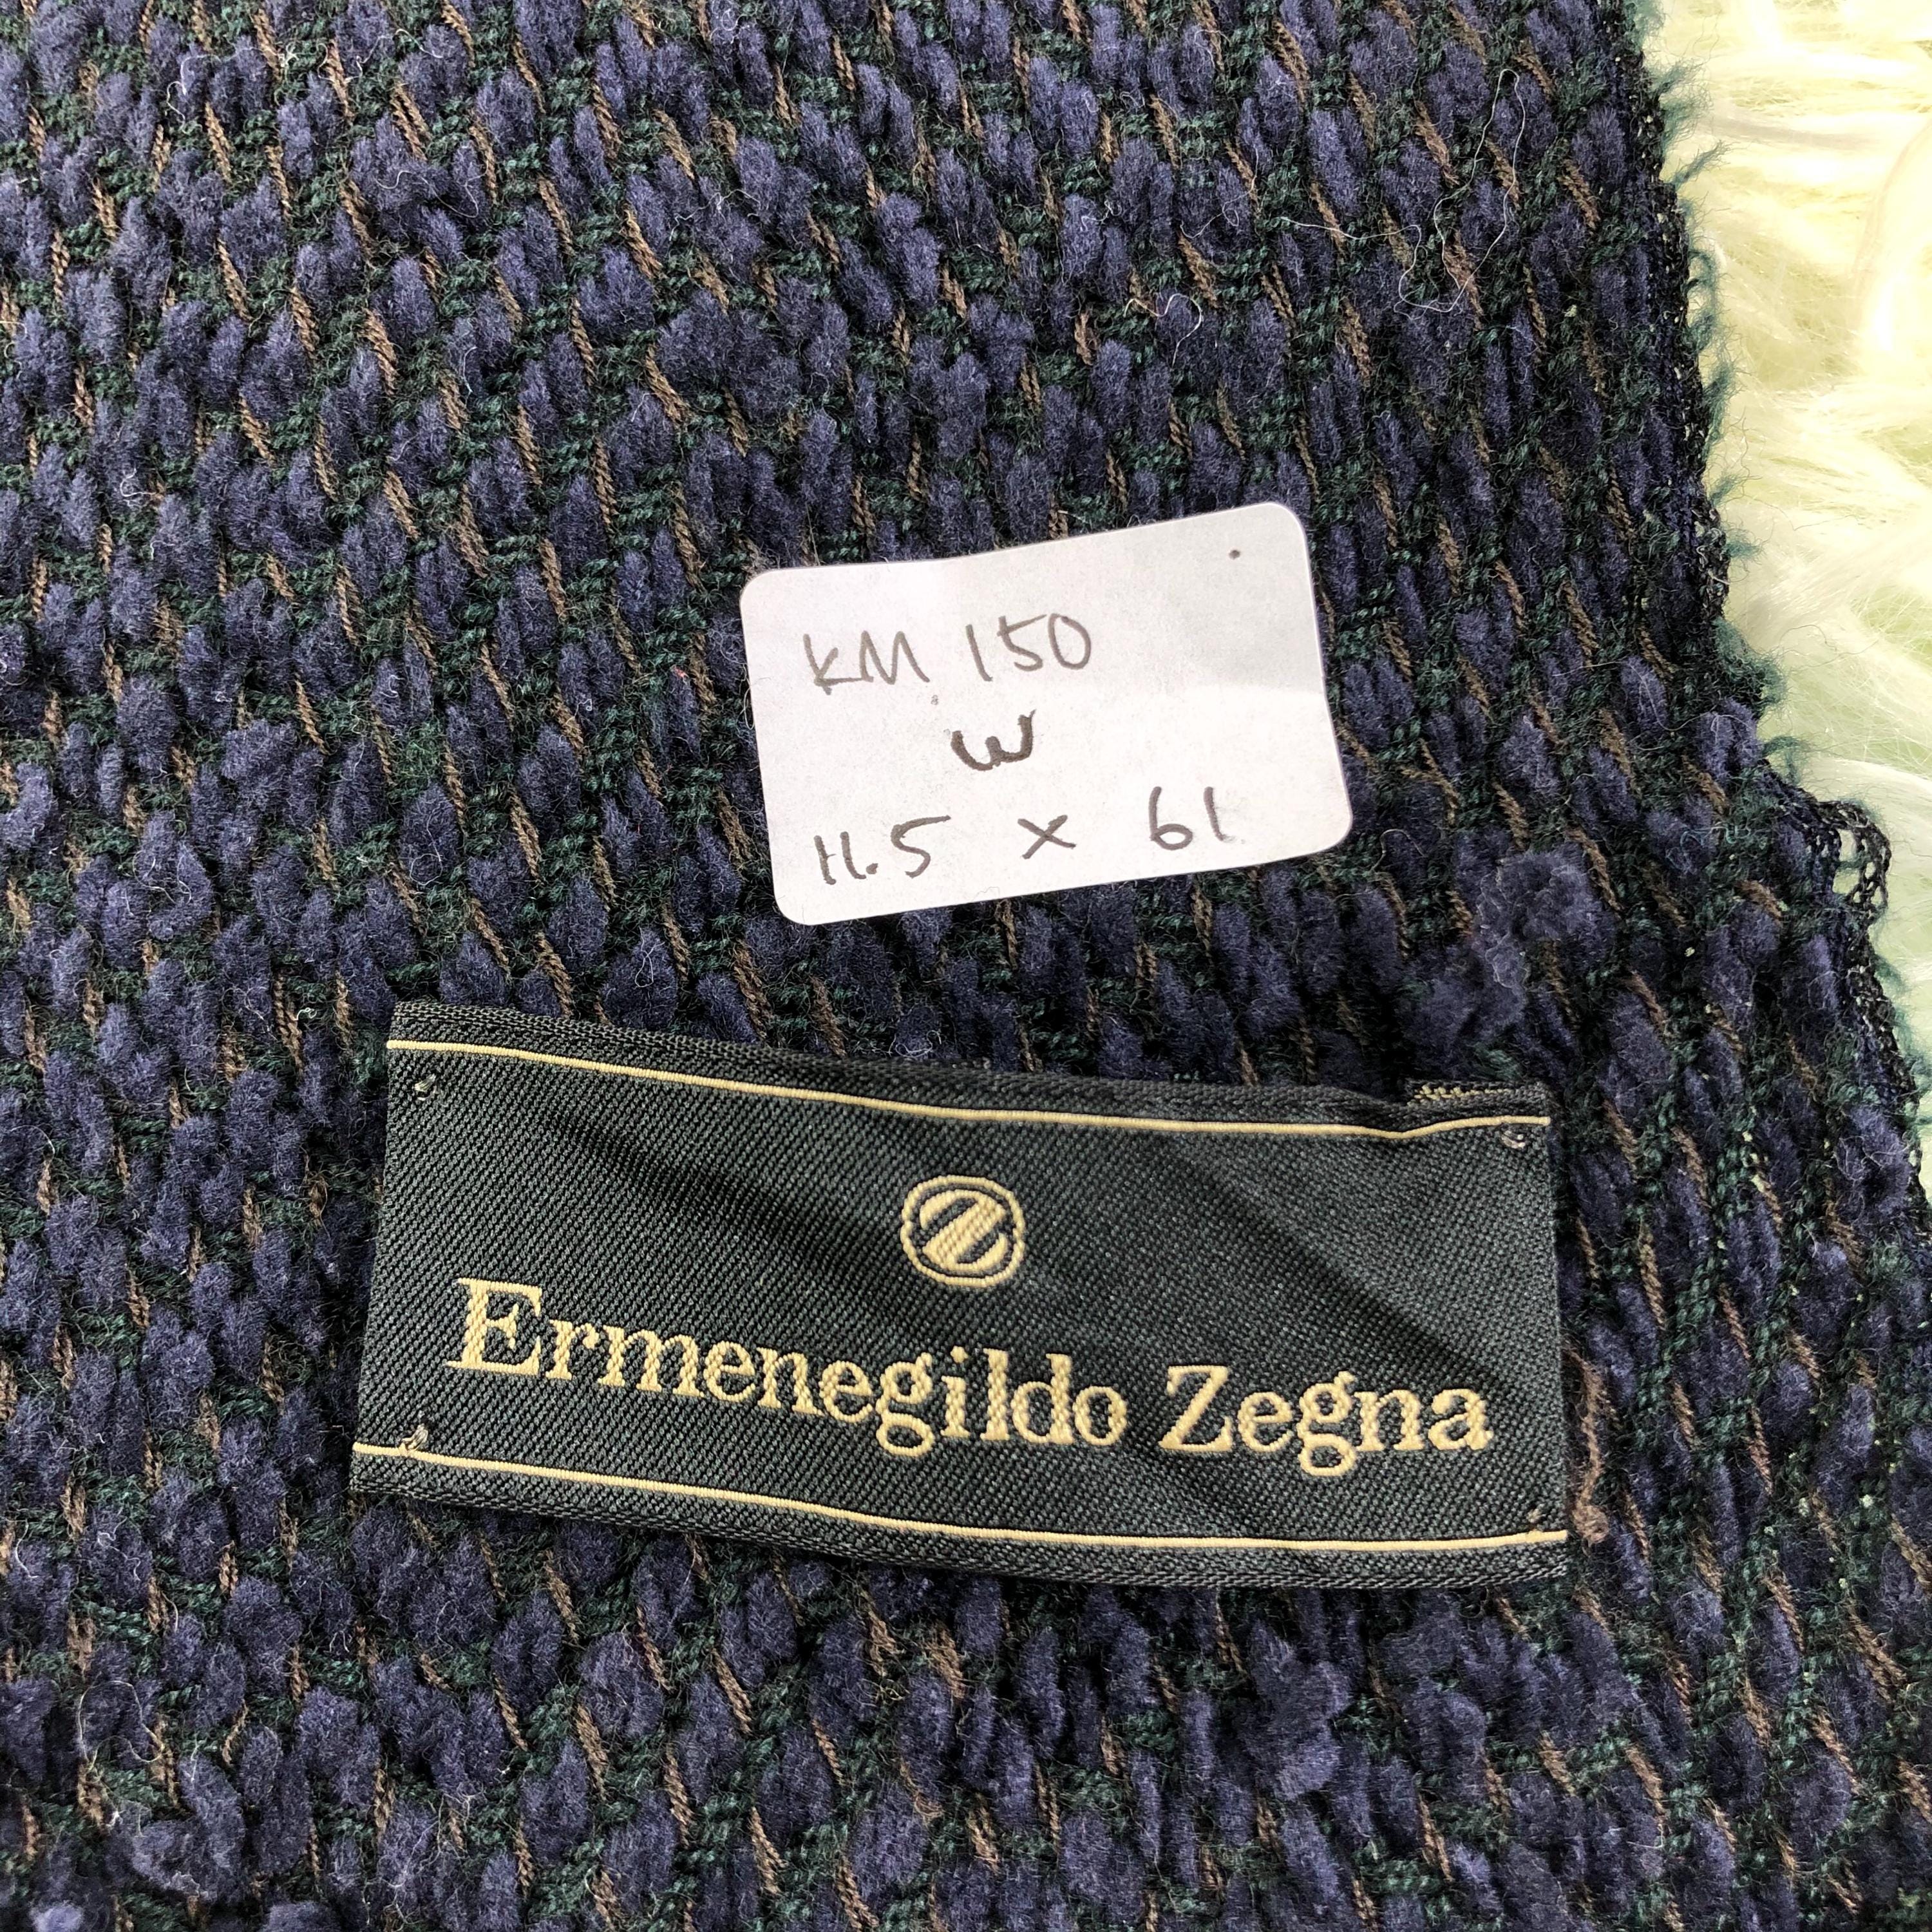 KM 150
W
11.5 x 61
Z
Ermenegildo Zegna